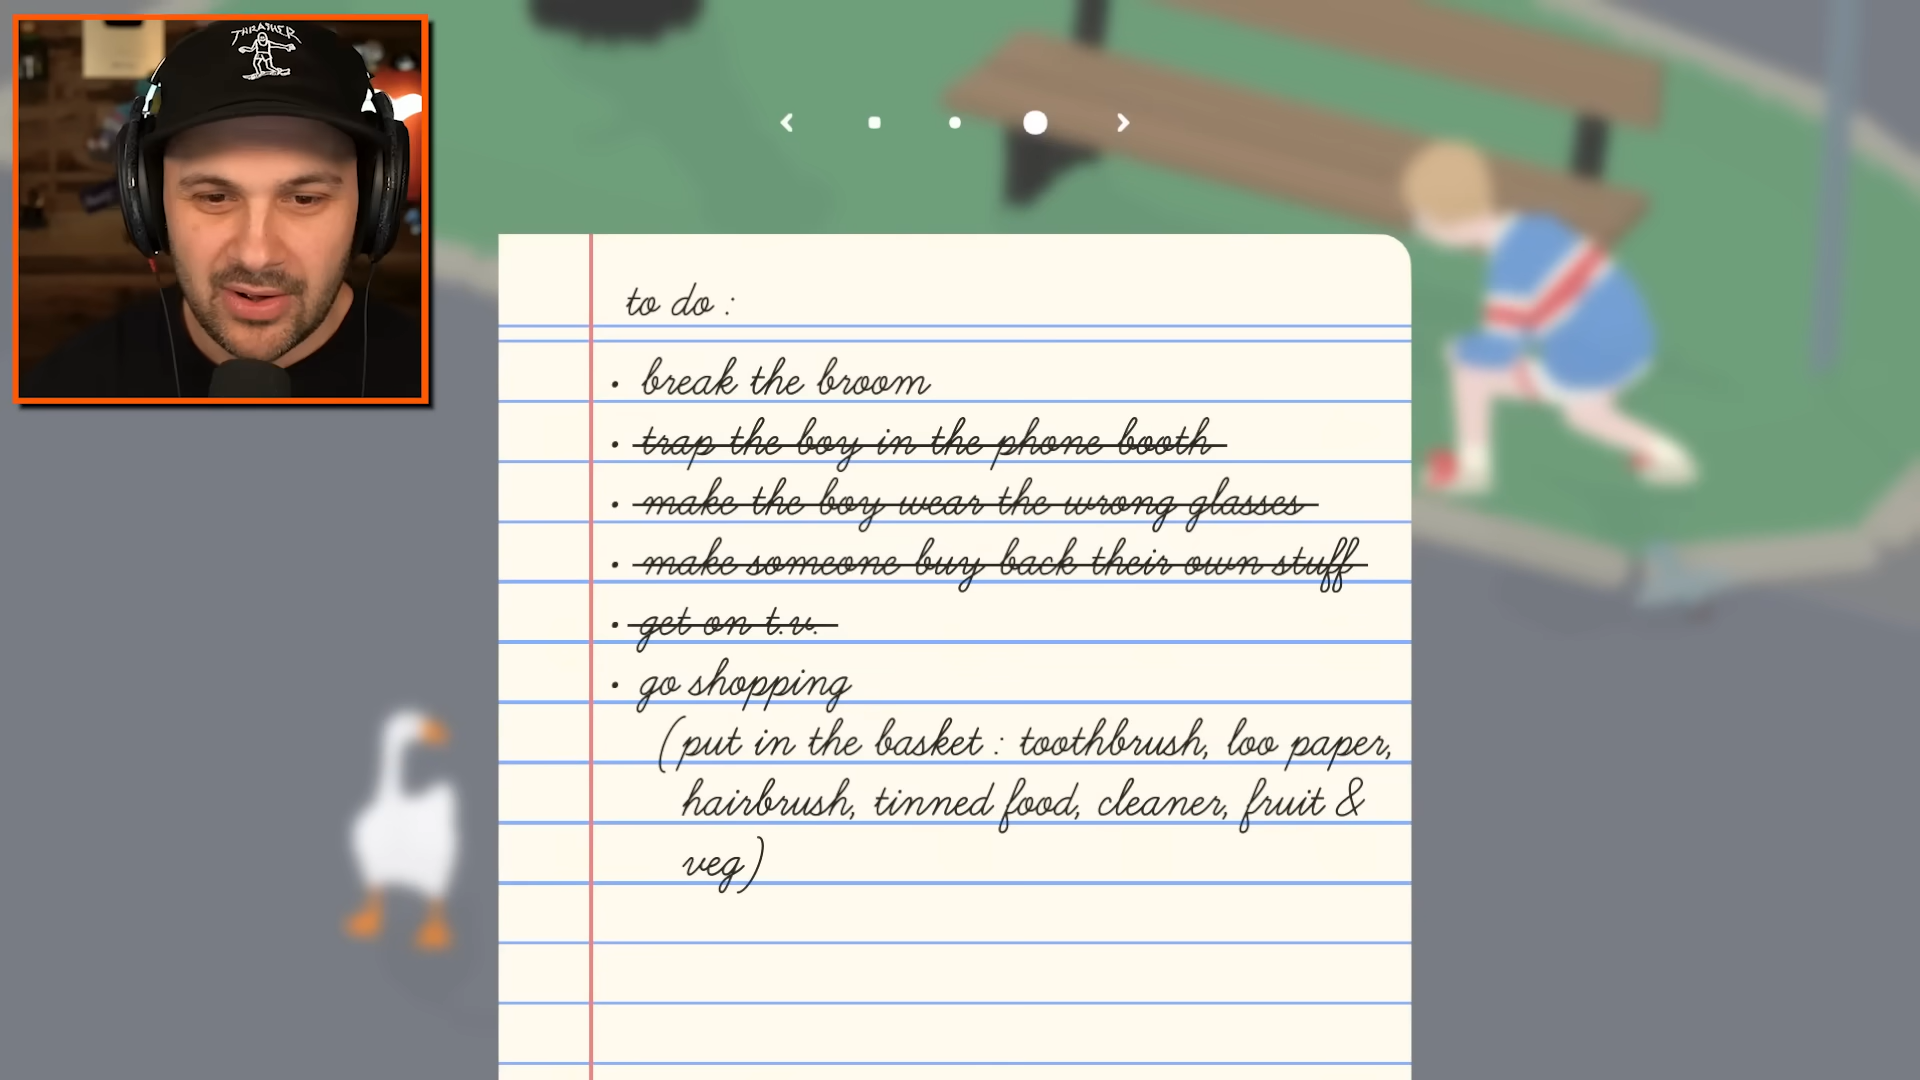 THRASHER
to do :
• break the broom
• trap the boy in the phone booth
• make the boy wear the wrong glasses
• make someone buy back their own stuff
• get on t.v.
• go shopping
(put in the basket : toothbrush, loo paper,
hairbrush, tinned food, cleaner, fruit &
veg)